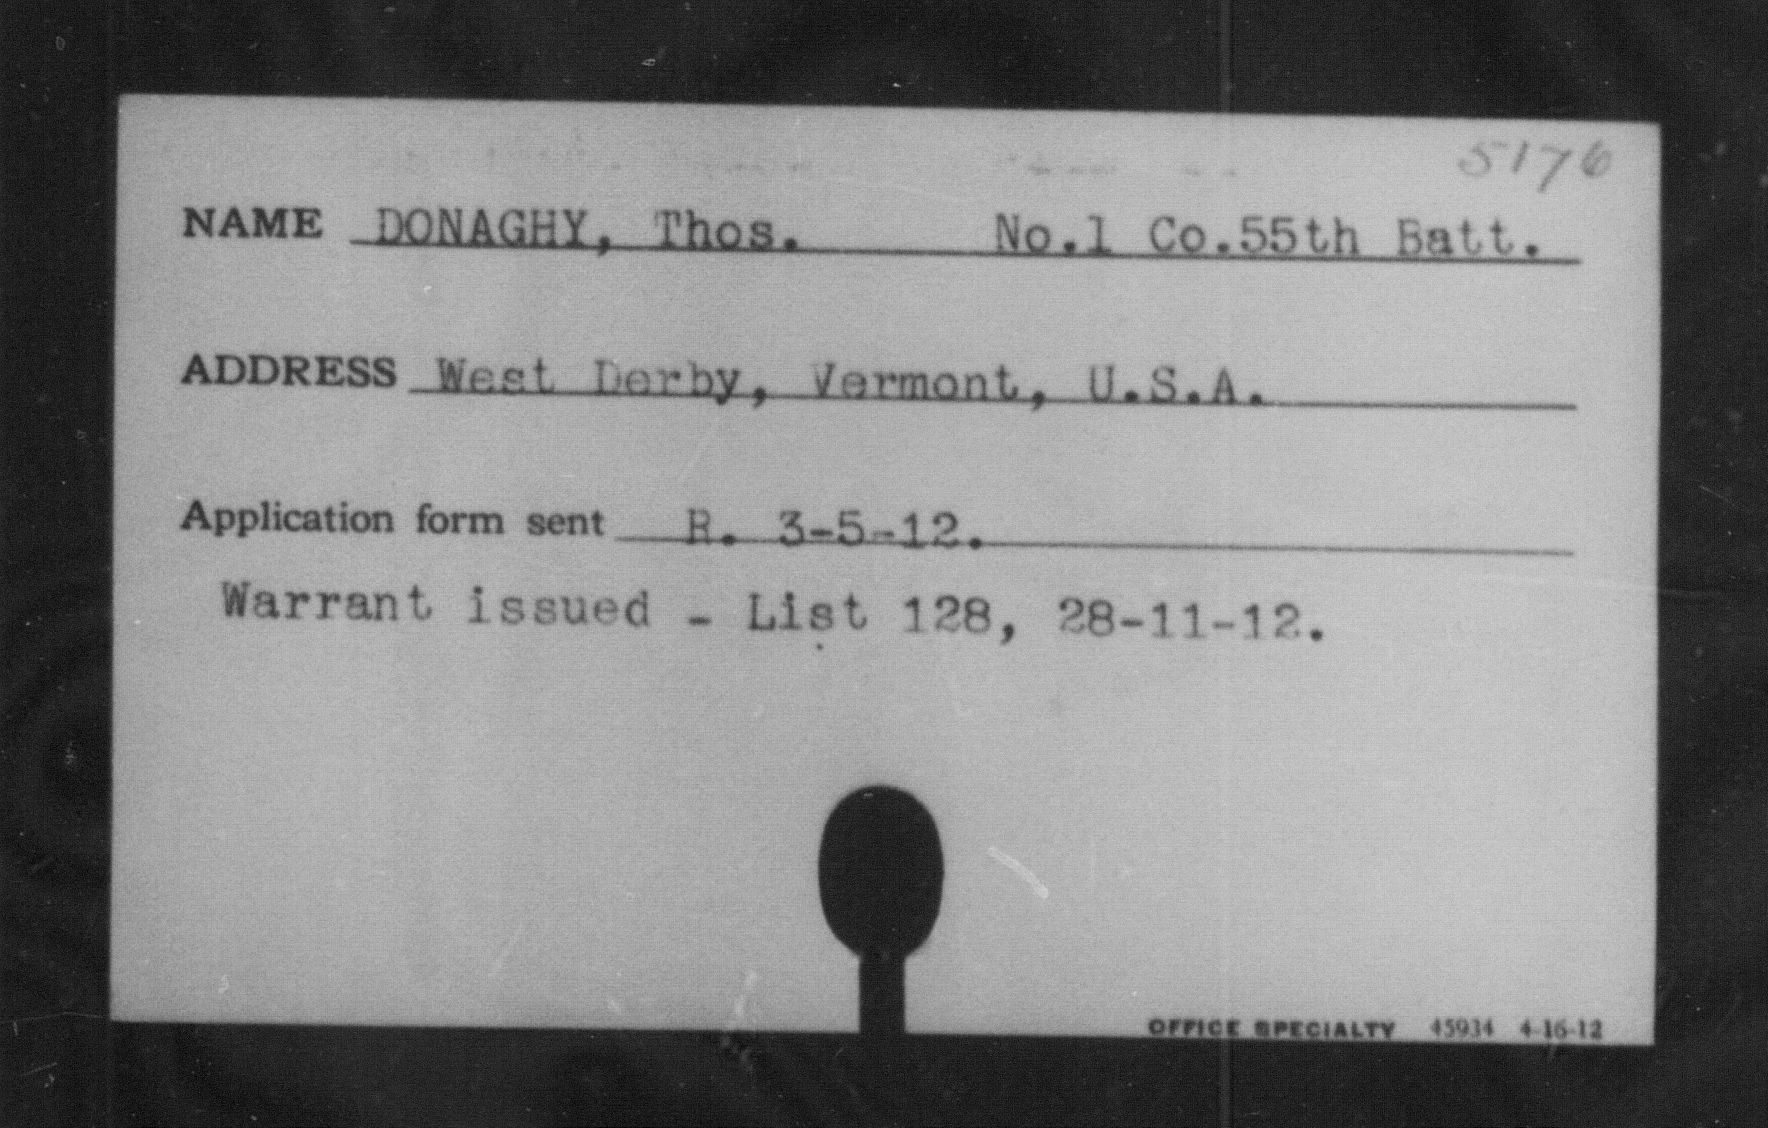 5176
NAME DONAGHY, Thos. No.1 Co.55th Batt.
ADDRESS West Derby, Vermont, U.S.A.
Application form sent R. 3-5-12.
Warrant issued - List 128, 28-11-12.
OFFICE SPECIALTY 45934 4-16-12